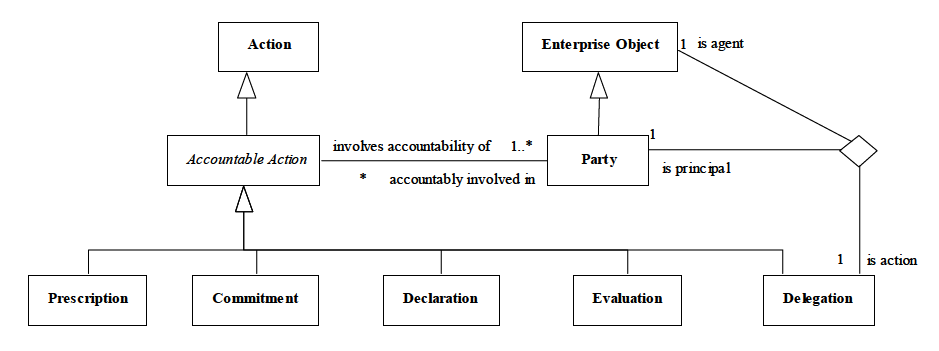 Action
Enterprise Object
1 is agent
Accountable Action
involves accountability of 1..*
* accountably involved in
Party
1
is principal
1 is action
Prescription
Commitment
Declaration
Evaluation
Delegation